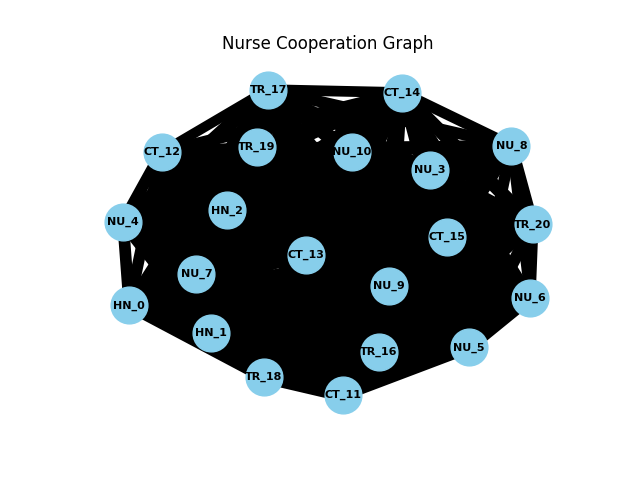 Nurse Cooperation Graph
TR_17
CT_14
CT_12
TR_19
NU_10
NU_3
NU_8
HN_2
NU_4
CT_13
CT_15
TR_20
NU_7
NU_9
HN_0
NU_6
HN_1
TR_16
NU_5
TR_18
CT_11